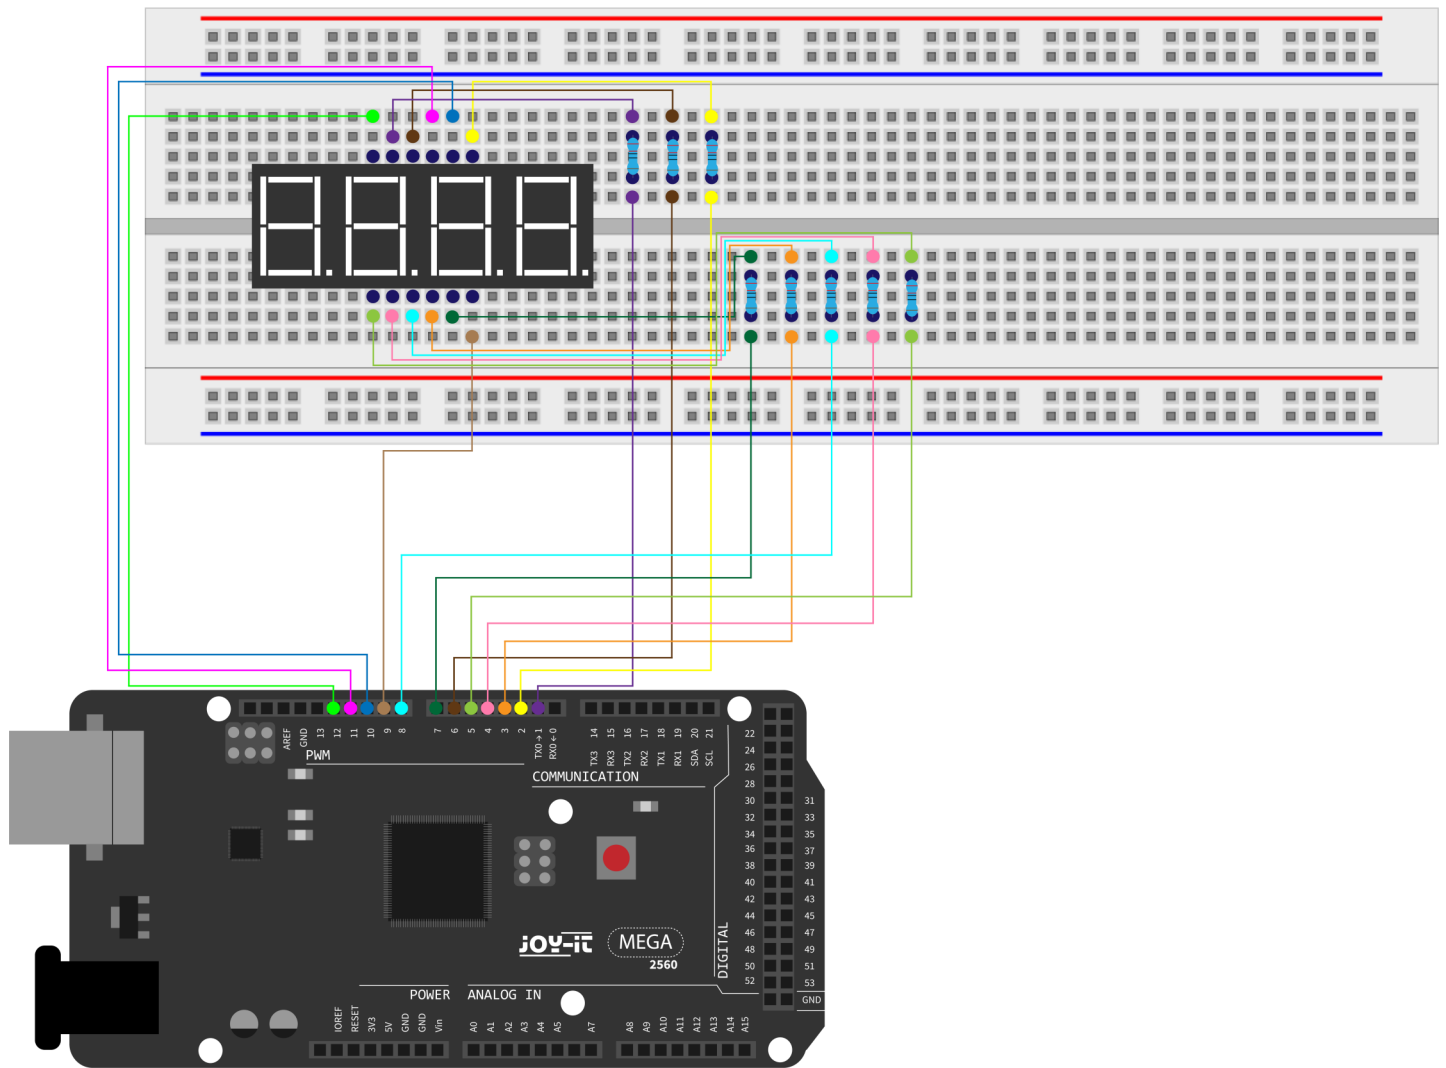 AREF
GND
13
12
11
10
9
8
7
6
5
4
3
2
TX0→1
RX0←0
PWM
COMMUNICATION
TX3 14
RX3 15
TX2 16
RX2 17
TX1 18
RX1 19
SDA 20
SCL 21
22
24
26
28
30 31
32 33
34 35
36 37
38 39
40 41
42 43
44 45
46 47
48 49
50 51
52 53
GND
DIGITAL
JOY-iT MEGA
2560
POWER ANALOG IN
IOREF
RESET
3V3
5V
GND
GND
Vin
A0
A1
A2
A3
A4
A5
A7
A8
A9
A10
A11
A12
A13
A14
A15